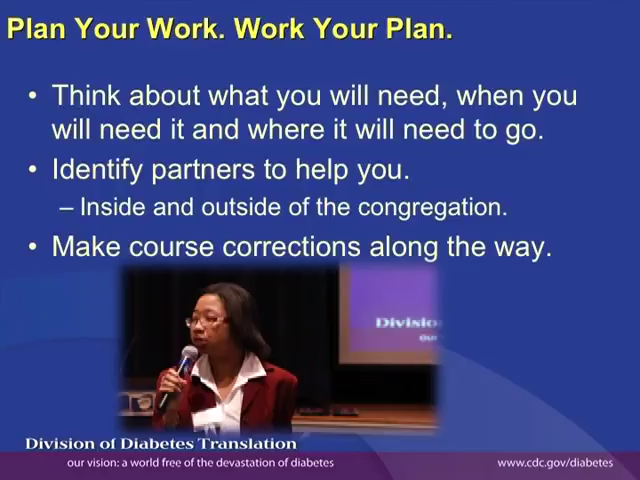 Plan Your Work. Work Your Plan.
• Think about what you will need, when you
will need it and where it will need to go.
• Identify partners to help you.
– Inside and outside of the congregation.
• Make course corrections along the way.
Divisio
ou
Division of Diabetes Translation
our vision: a world free of the devastation of diabetes
www.cdc.gov/diabetes